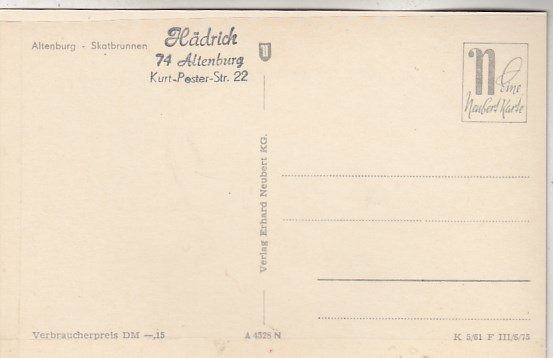 Altenburg - Skatbrunnen
Hädrich
74 Altenburg
Kurt-Pester-Str. 22
n
n
Eine
Neubert Karte
Verlag Erhard Neubert KG.
Verbraucherpreis DM —,15
A 4528 N
K 5/61 F III/6/75